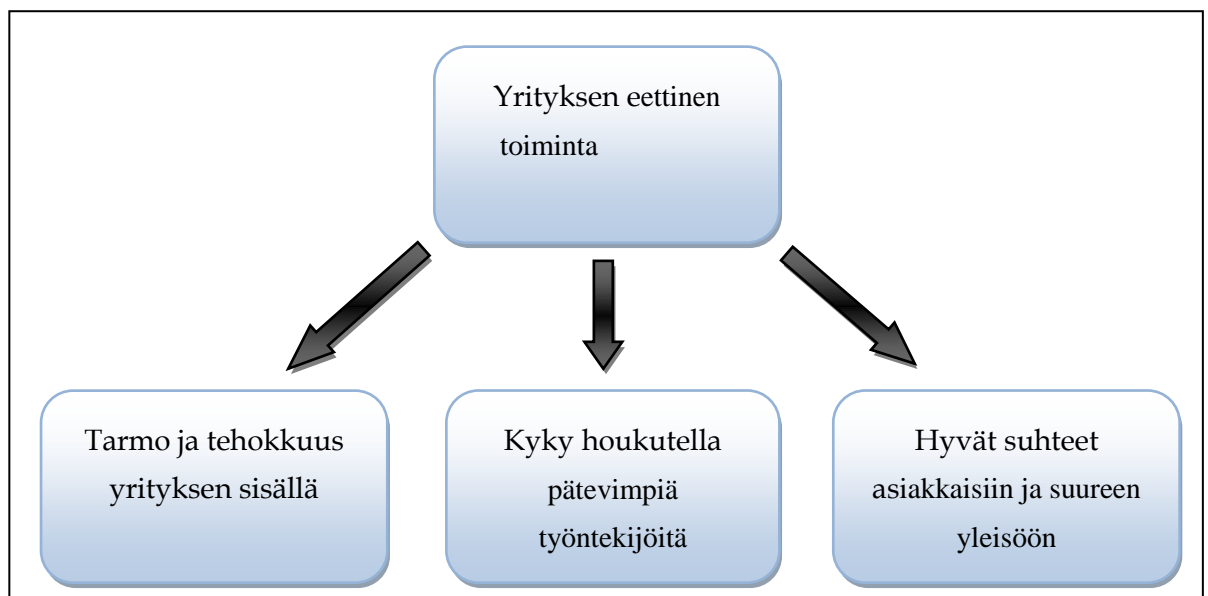 Yrityksen eettinen
toiminta
Tarmo ja tehokkuus
yrityksen sisällä
Kyky houkutella
pätevimpiä
työntekijöitä
Hyvät suhteet
asiakkaisiin ja suureen
yleisöön